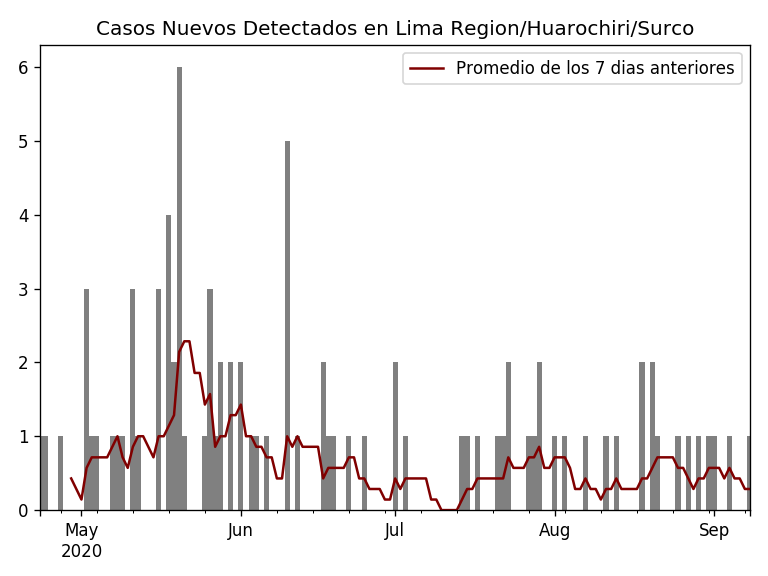 Casos Nuevos Detectados en Lima Region/Huarochiri/Surco
Promedio de los 7 dias anteriores
6
5
4
3
2
1
0
May Jun Jul Aug Sep
2020